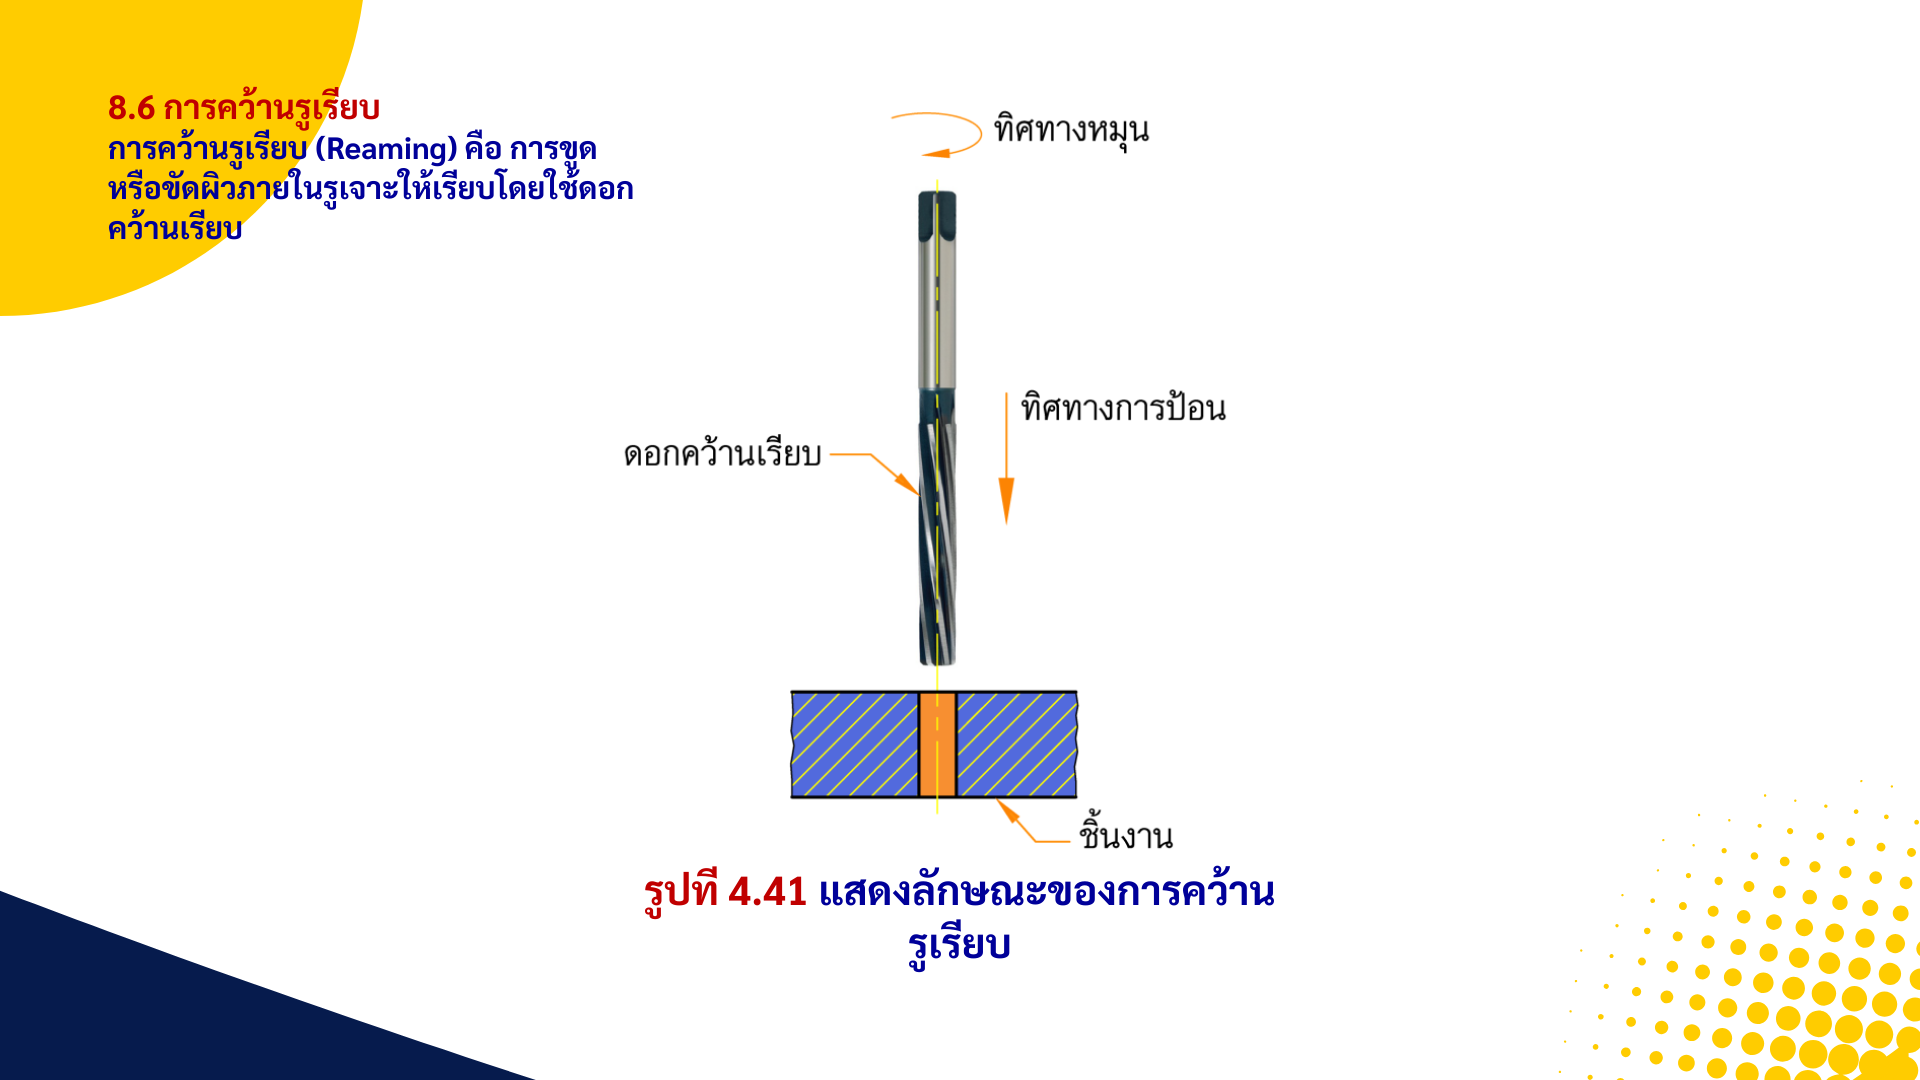 8.6 การคว้านรูเรียบ
การคว้านรูเรียบ (Reaming) คือ การขูด
หรือขัดผิวภายในรูเจาะให้เรียบโดยใช้ดอก
คว้านเรียบ
ทิศทางหมุน
ทิศทางการป้อน
ดอกคว้านเรียบ
ชิ้นงาน
รูปที่ 4.41 แสดงลักษณะของการคว้าน
รูเรียบ